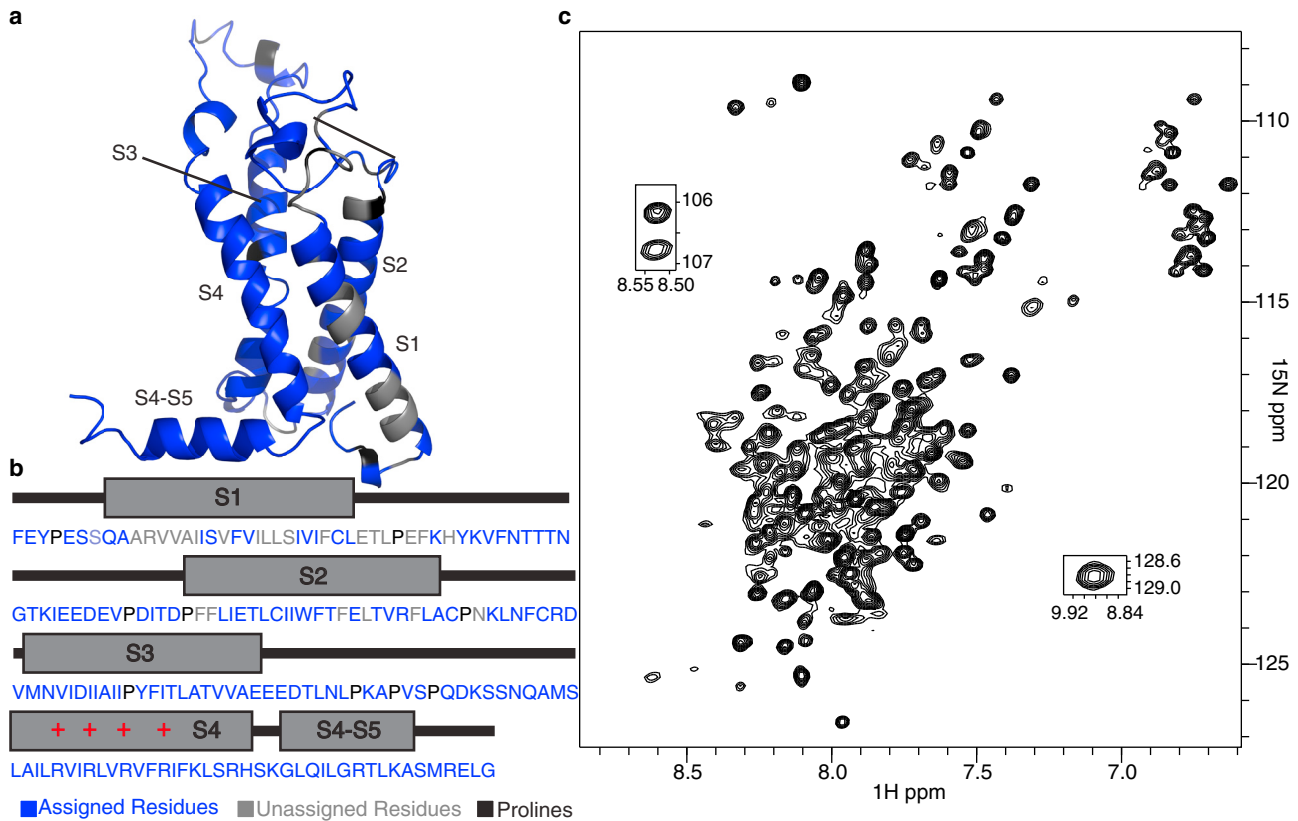 a
S3
S4
S2
S1
S4-S5
b
S1
FEYPESSQAARVVAIISVFVILLSIVIFCLETLPEFKHYKVFNTTTN
S2
GTKIEEDEVPDITDPFFLIETLCIIWFTFELTVRFLACPNKLNFCRD
S3
VMNVIDIIAIIPYFITLATVVAEEEDTLNLPKAPVSPQDKSSNQAMS
+ + + + S4 S4-S5
LAILRVIRLVRVFRIFKLSRHSKGLQILGRTLKASMRELG
Assigned Residues Unassigned Residues Prolines
c
106
107
8.55 8.50
128.6
129.0
9.92 8.84
110
115
120
125
15N ppm
8.5 8.0 7.5 7.0
1H ppm